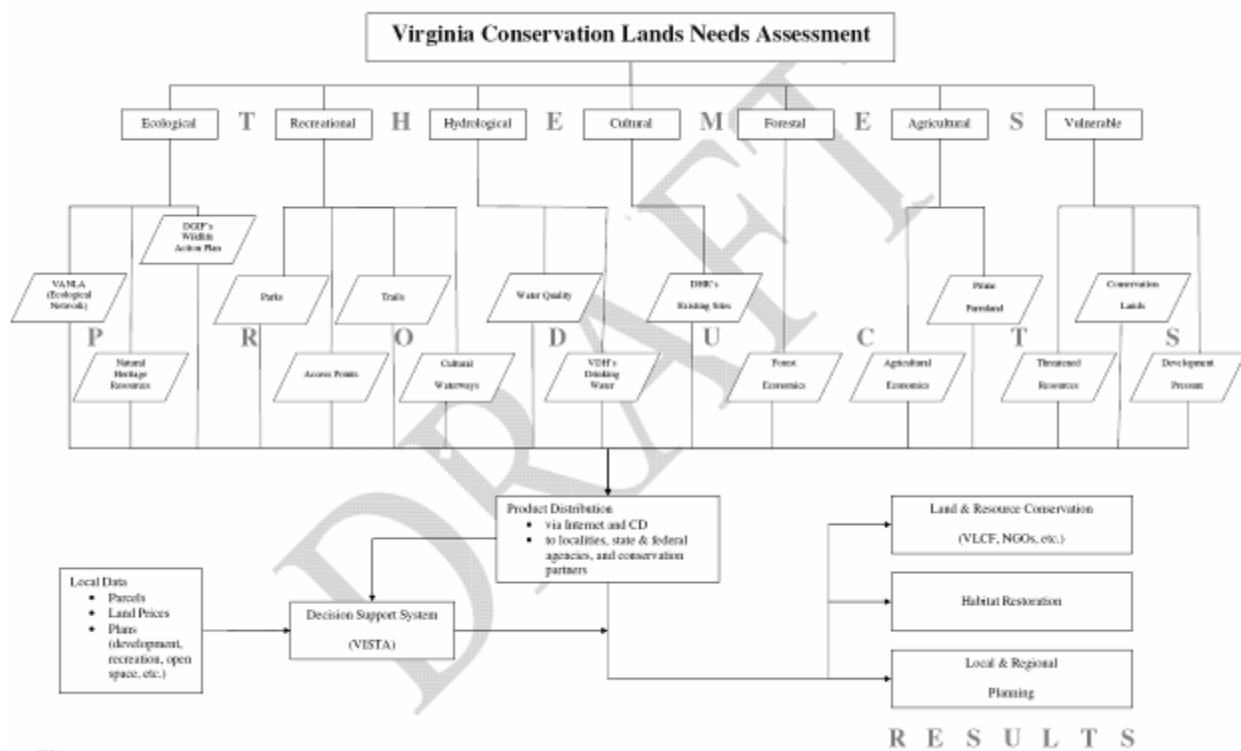 Virginia Conservation Lands Needs Assessment
Ecological
T
Recreational
H
Hydrological
E
Cultural
M
Forestal
E
Agricultural
S
Vulnerable
DGIF's
Wildlife
Action Plan
VANLA
(Ecological
Network)
Parks
Trails
Water Quality
DHR's
Existing Sites
Prime
Farmland
Conservation
Lands
P
R
O
D
U
C
T
S
Natural
Heritage
Resources
Access Points
Cultural
Waterways
VDH's
Drinking
Water
Forest
Economics
Agricultural
Economics
Threatened
Resources
Development
Pressure
DRAFT
Product Distribution
• via Internet and CD
• to localities, state & federal
agencies, and conservation
partners
Land & Resource Conservation
(VLCF, NGOs, etc.)
Local Data
• Parcels
• Land Prices
• Plans
(development,
recreation, open
space, etc.)
Decision Support System
(VISTA)
Habitat Restoration
Local & Regional
Planning
R E S U L T S